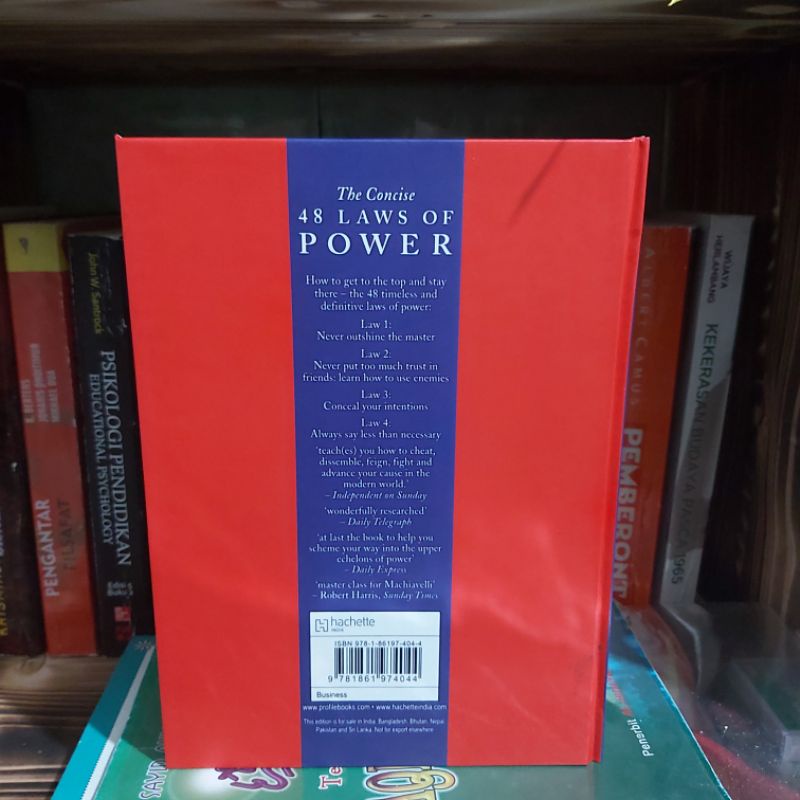 The Concise
48 LAWS OF
POWER
How to get to the top and stay
there – the 48 timeless and
definitive laws of power:
Law 1:
Never outshine the master
Law 2:
Never put too much trust in
friends: learn how to use enemies
Law 3:
Conceal your intentions
Law 4:
Always say less than necessary
'teach(es) you how to cheat,
dissemble, feign, fight and
advance your cause in the
modern world.'
– Independent on Sunday
'wonderfully researched'
– Daily Telegraph
'at last the book to help you
scheme your way into the upper
echelons of power'
– Daily Express
'master class for Machiavelli'
– Robert Harris, Sunday Times
hachette
INDIA
ISBN 978-1-86197-404-4
9 781861 974044
Business
www.profilebooks.com • www.hachetteindia.com
This edition is for sale in India, Bangladesh, Bhutan, Nepal,
Pakistan and Sri Lanka. Not for export elsewhere
K. BERTENS
JOHANIS OHOITIMUR
MIKHAEL DUA
PENGANTAR
FILSAFAT
John W. Santrock
PSIKOLOGI PENDIDIKAN
EDUCATIONAL PSYCHOLOGY
ALBERT CAMUS
PEMBERONT
WIJAYA
HERLAMBANG
KEKERASAN BUDAYA PASCA 1965
Penerbit